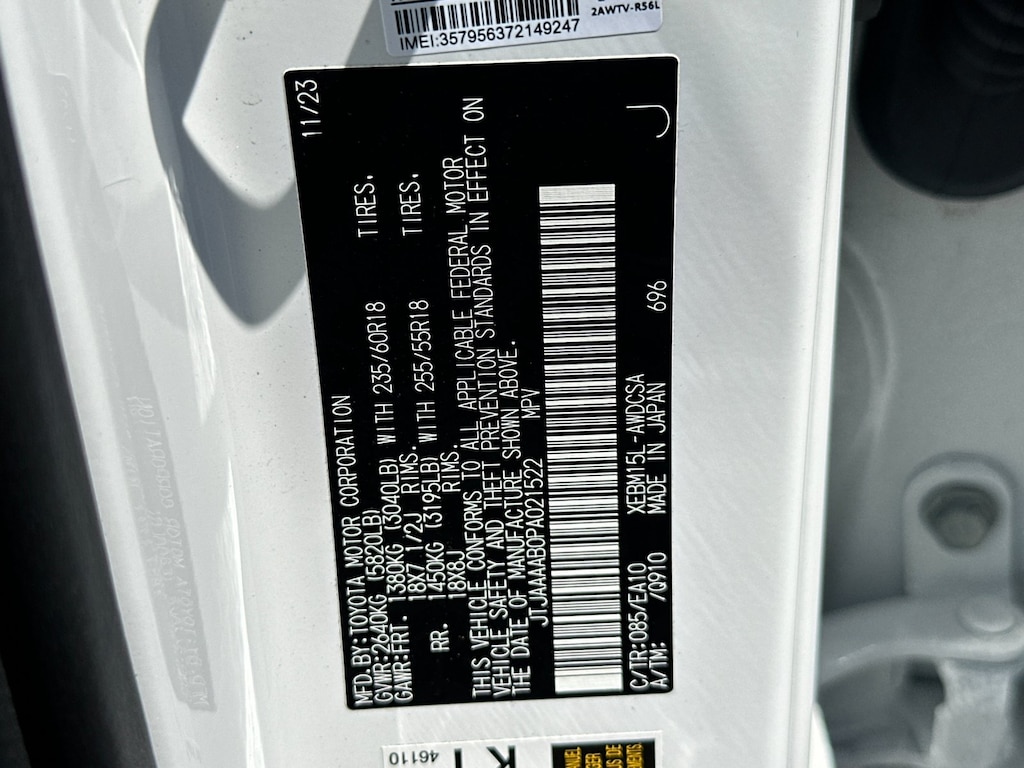 2AWTV-R56L
IMEI:357956372149247
11/23
MFD.BY:TOYOTA MOTOR CORPORATION
GVWR:2640KG (5820LB)
GAWR:FRT. 1380KG (3040LB) WITH 235/60R18 TIRES.
18X7 1/2J RIMS.
RR. 1450KG (3195LB) WITH 255/55R18 TIRES.
18X8J RIMS.
THIS VEHICLE CONFORMS TO ALL APPLICABLE FEDERAL MOTOR
VEHICLE SAFETY AND THEFT PREVENTION STANDARDS IN EFFECT ON
THE DATE OF MANUFACTURE SHOWN ABOVE.
JTJAAAAB0PA021522 MPV
C/TR:085/EA10 XEBM15L-AWDCSA
A/TM: /Q910 MADE IN JAPAN 696
J
46110